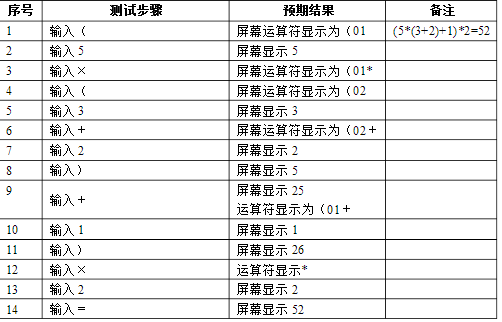 序号 测试步骤 预期结果 备注
1 输入（ 屏幕运算符显示为（01 (5*(3+2)+1)*2=52
2 输入 5 屏幕显示 5
3 输入× 屏幕运算符显示为（01*
4 输入（ 屏幕运算符显示为（02
5 输入 3 屏幕显示 3
6 输入＋ 屏幕运算符显示为（02＋
7 输入 2 屏幕显示 2
8 输入） 屏幕显示 5
9 输入＋ 屏幕显示 25
运算符显示为（01＋
10 输入 1 屏幕显示 1
11 输入） 屏幕显示 26
12 输入× 运算符显示*
13 输入 2 屏幕显示 2
14 输入＝ 屏幕显示 52